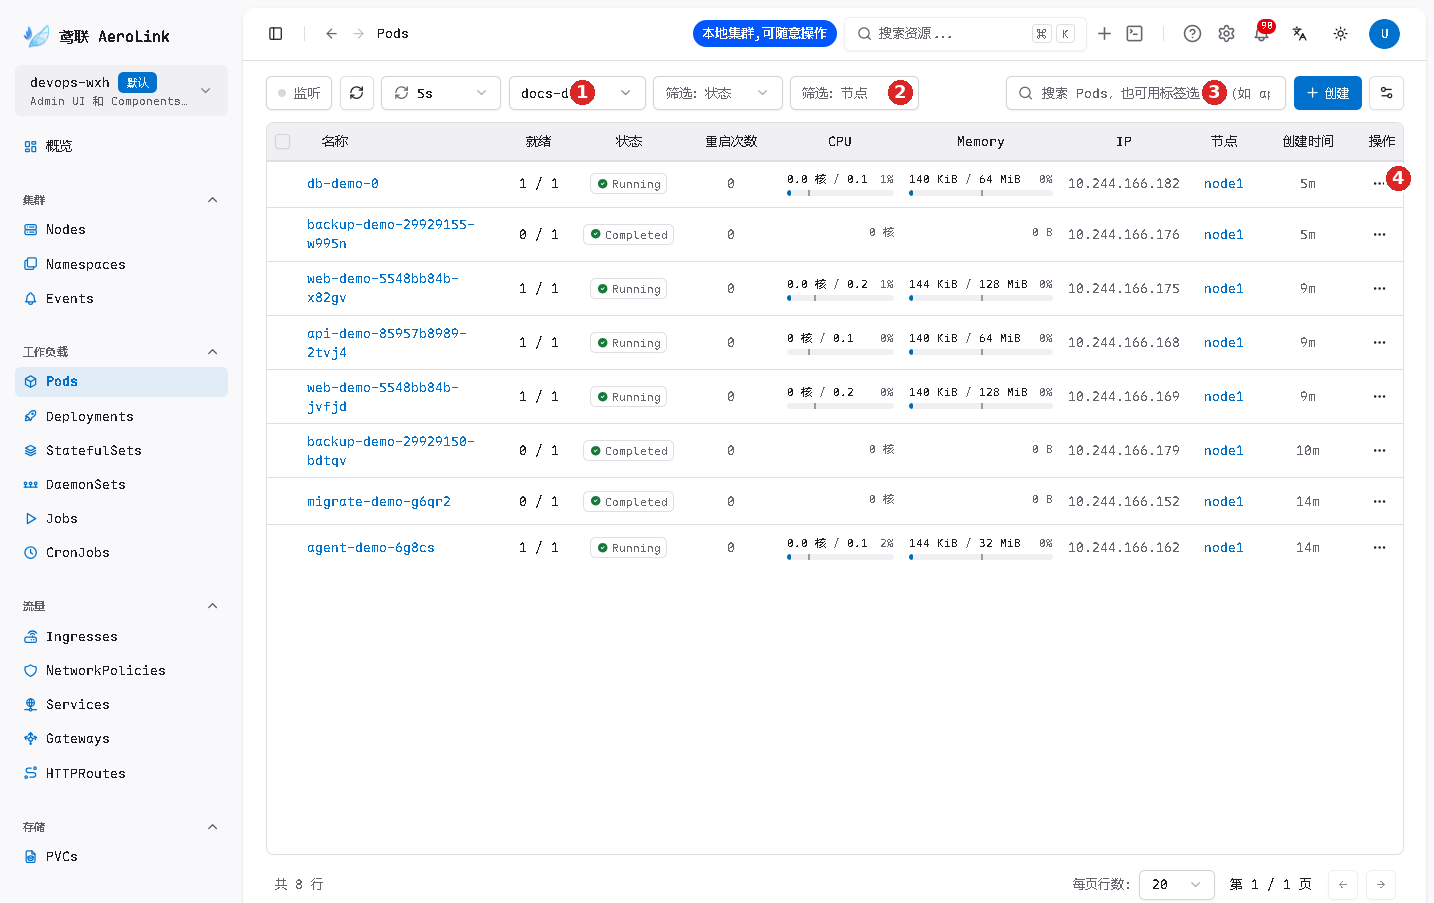 鸢联 AeroLink
devops-wxh 默认
Admin UI 和 Components…
概览
集群
Nodes
Namespaces
Events
工作负载
Pods
Deployments
StatefulSets
DaemonSets
Jobs
CronJobs
流量
Ingresses
NetworkPolicies
Services
Gateways
HTTPRoutes
存储
PVCs
Pods
本地集群,可随意操作
搜索资源... ⌘ K
90
U
监听
5s
docs-d 1
筛选: 状态
筛选: 节点 2
搜索 Pods，也可用标签选 3 (如 ap
+ 创建
名称 就绪 状态 重启次数 CPU Memory IP 节点 创建时间 操作
db-demo-0 1 / 1 Running 0 0.0 核 / 0.1 1% 140 KiB / 64 MiB 0% 10.244.166.182 node1 5m ... 4
backup-demo-29929155-w995n 0 / 1 Completed 0 0 核 0 B 10.244.166.176 node1 5m ...
web-demo-5548bb84b-x82gv 1 / 1 Running 0 0.0 核 / 0.2 1% 144 KiB / 128 MiB 0% 10.244.166.175 node1 9m ...
api-demo-85957b8989-2tvj4 1 / 1 Running 0 0 核 / 0.1 0% 140 KiB / 64 MiB 0% 10.244.166.168 node1 9m ...
web-demo-5548bb84b-jvfjd 1 / 1 Running 0 0 核 / 0.2 0% 140 KiB / 128 MiB 0% 10.244.166.169 node1 9m ...
backup-demo-29929150-bdtqv 0 / 1 Completed 0 0 核 0 B 10.244.166.179 node1 10m ...
migrate-demo-g6qr2 0 / 1 Completed 0 0 核 0 B 10.244.166.152 node1 14m ...
agent-demo-6g8cs 1 / 1 Running 0 0.0 核 / 0.1 2% 144 KiB / 32 MiB 0% 10.244.166.162 node1 14m ...
共 8 行
每页行数: 20 第 1 / 1 页